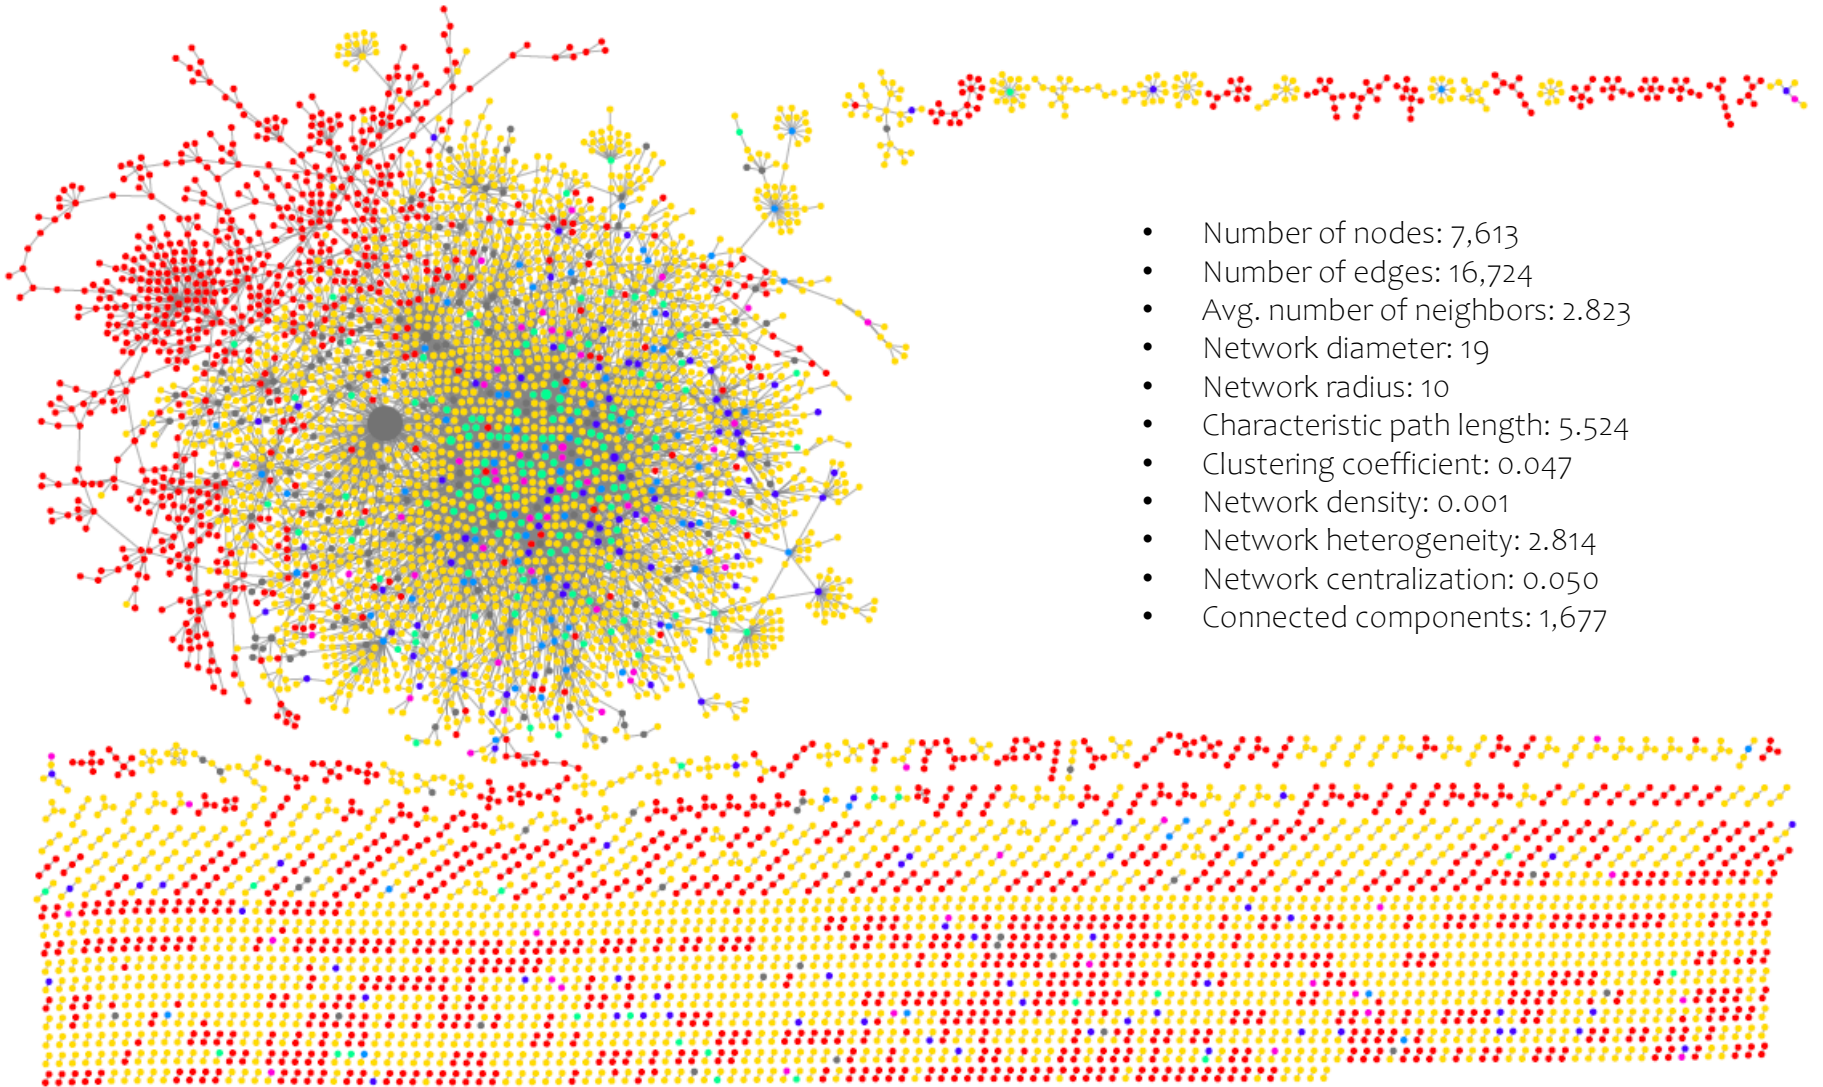 • Number of nodes: 7,613
• Number of edges: 16,724
• Avg. number of neighbors: 2.823
• Network diameter: 19
• Network radius: 10
• Characteristic path length: 5.524
• Clustering coefficient: 0.047
• Network density: 0.001
• Network heterogeneity: 2.814
• Network centralization: 0.050
• Connected components: 1,677